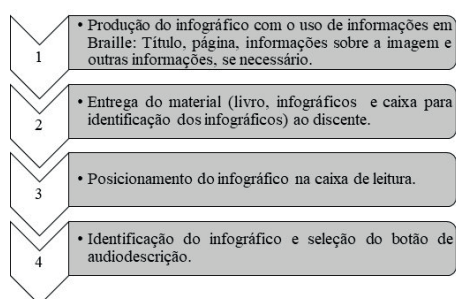 • Produção do infográfico com o uso de informações em
Braille: Título, página, informações sobre a imagem e
outras informações, se necessário.
1
• Entrega do material (livro, infográficos e caixa para
identificação dos infográficos) ao discente.
2
• Posicionamento do infográfico na caixa de leitura.
3
• Identificação do infográfico e seleção do botão de
audiodescrição.
4